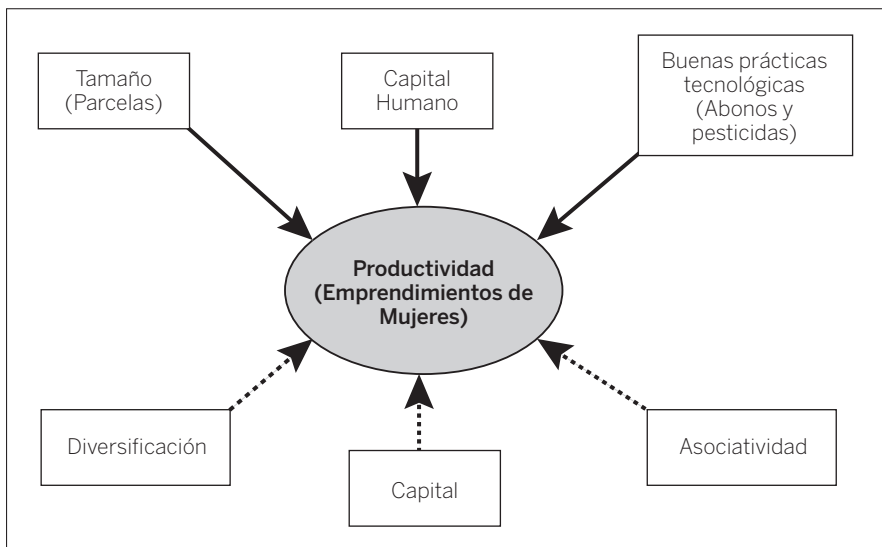 Tamaño
(Parcelas)
Capital
Humano
Buenas prácticas
tecnológicas
(Abonos y
pesticidas)
Productividad
(Emprendimientos de
Mujeres)
Diversificación
Capital
Asociatividad